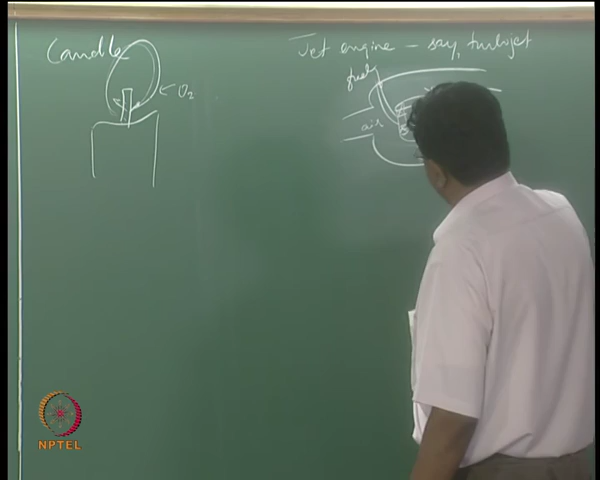 Candle
O2
Jet engine – say, turbojet
fuel
air
NPTEL